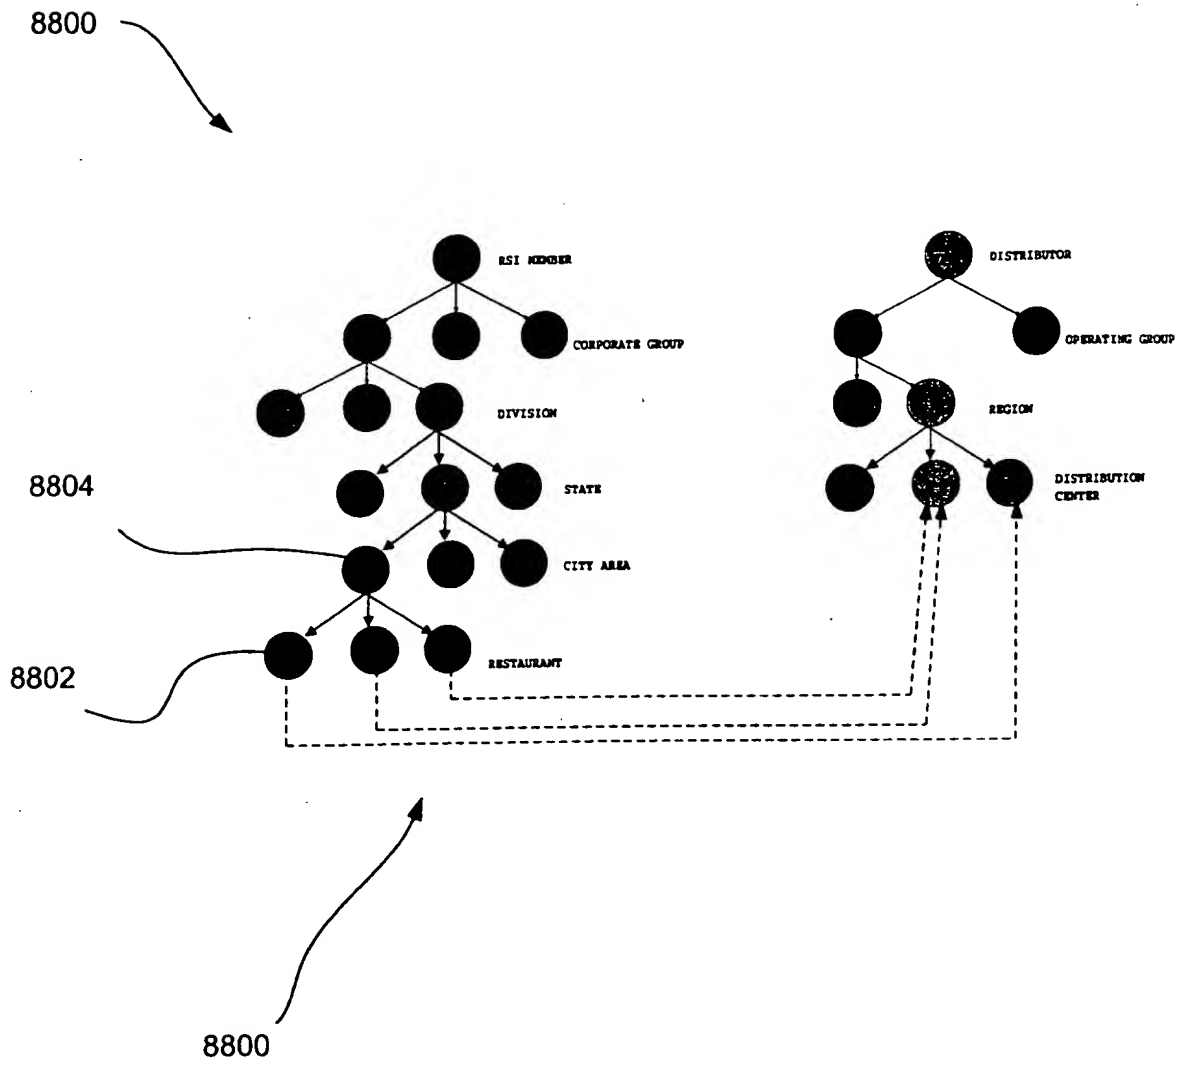 8800
RSI MEMBER
DISTRIBUTOR
CORPORATE GROUP
OPERATING GROUP
DIVISION
REGION
8804
STATE
DISTRIBUTION
CENTER
CITY AREA
RESTAURANT
8802
8800